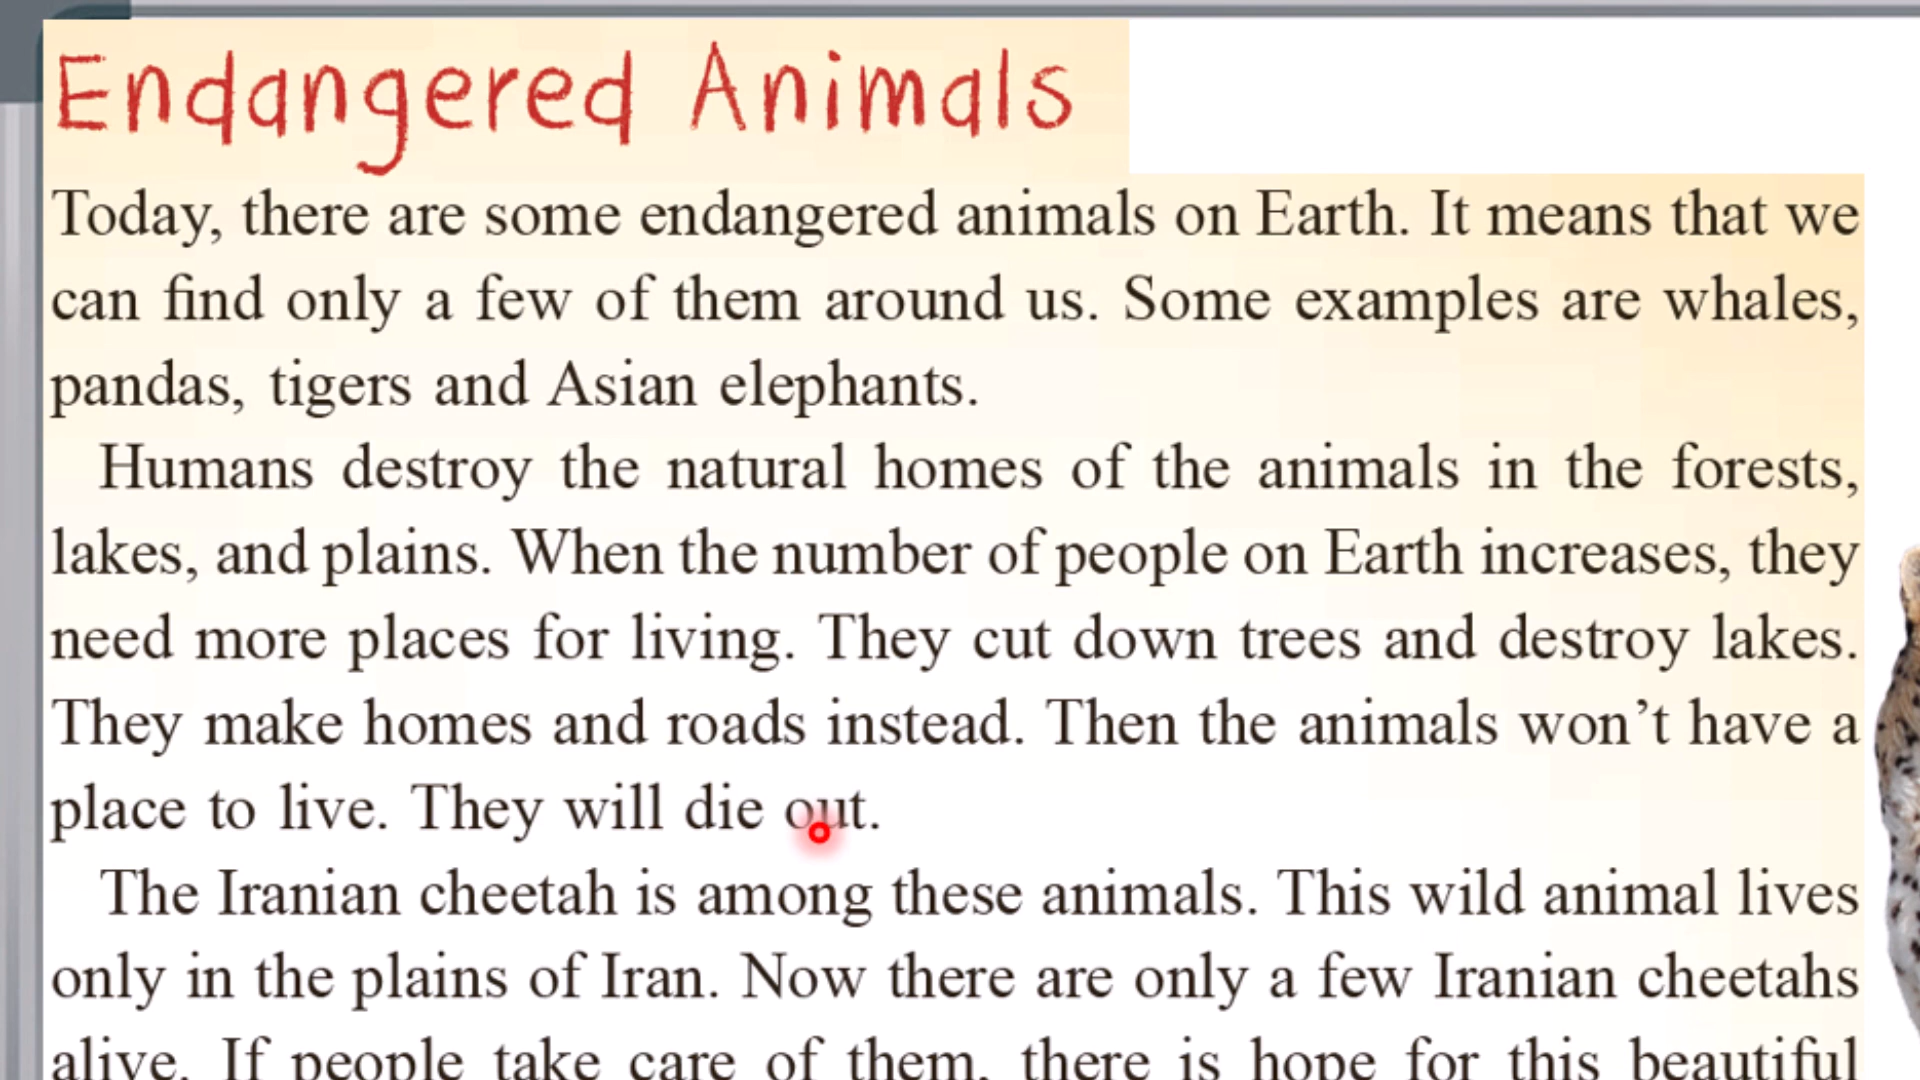 Endangered Animals
Today, there are some endangered animals on Earth. It means that we
can find only a few of them around us. Some examples are whales,
pandas, tigers and Asian elephants.
Humans destroy the natural homes of the animals in the forests,
lakes, and plains. When the number of people on Earth increases, they
need more places for living. They cut down trees and destroy lakes.
They make homes and roads instead. Then the animals won’t have a
place to live. They will die out.
The Iranian cheetah is among these animals. This wild animal lives
only in the plains of Iran. Now there are only a few Iranian cheetahs
alive. If people take care of them, there is hope for this beautiful